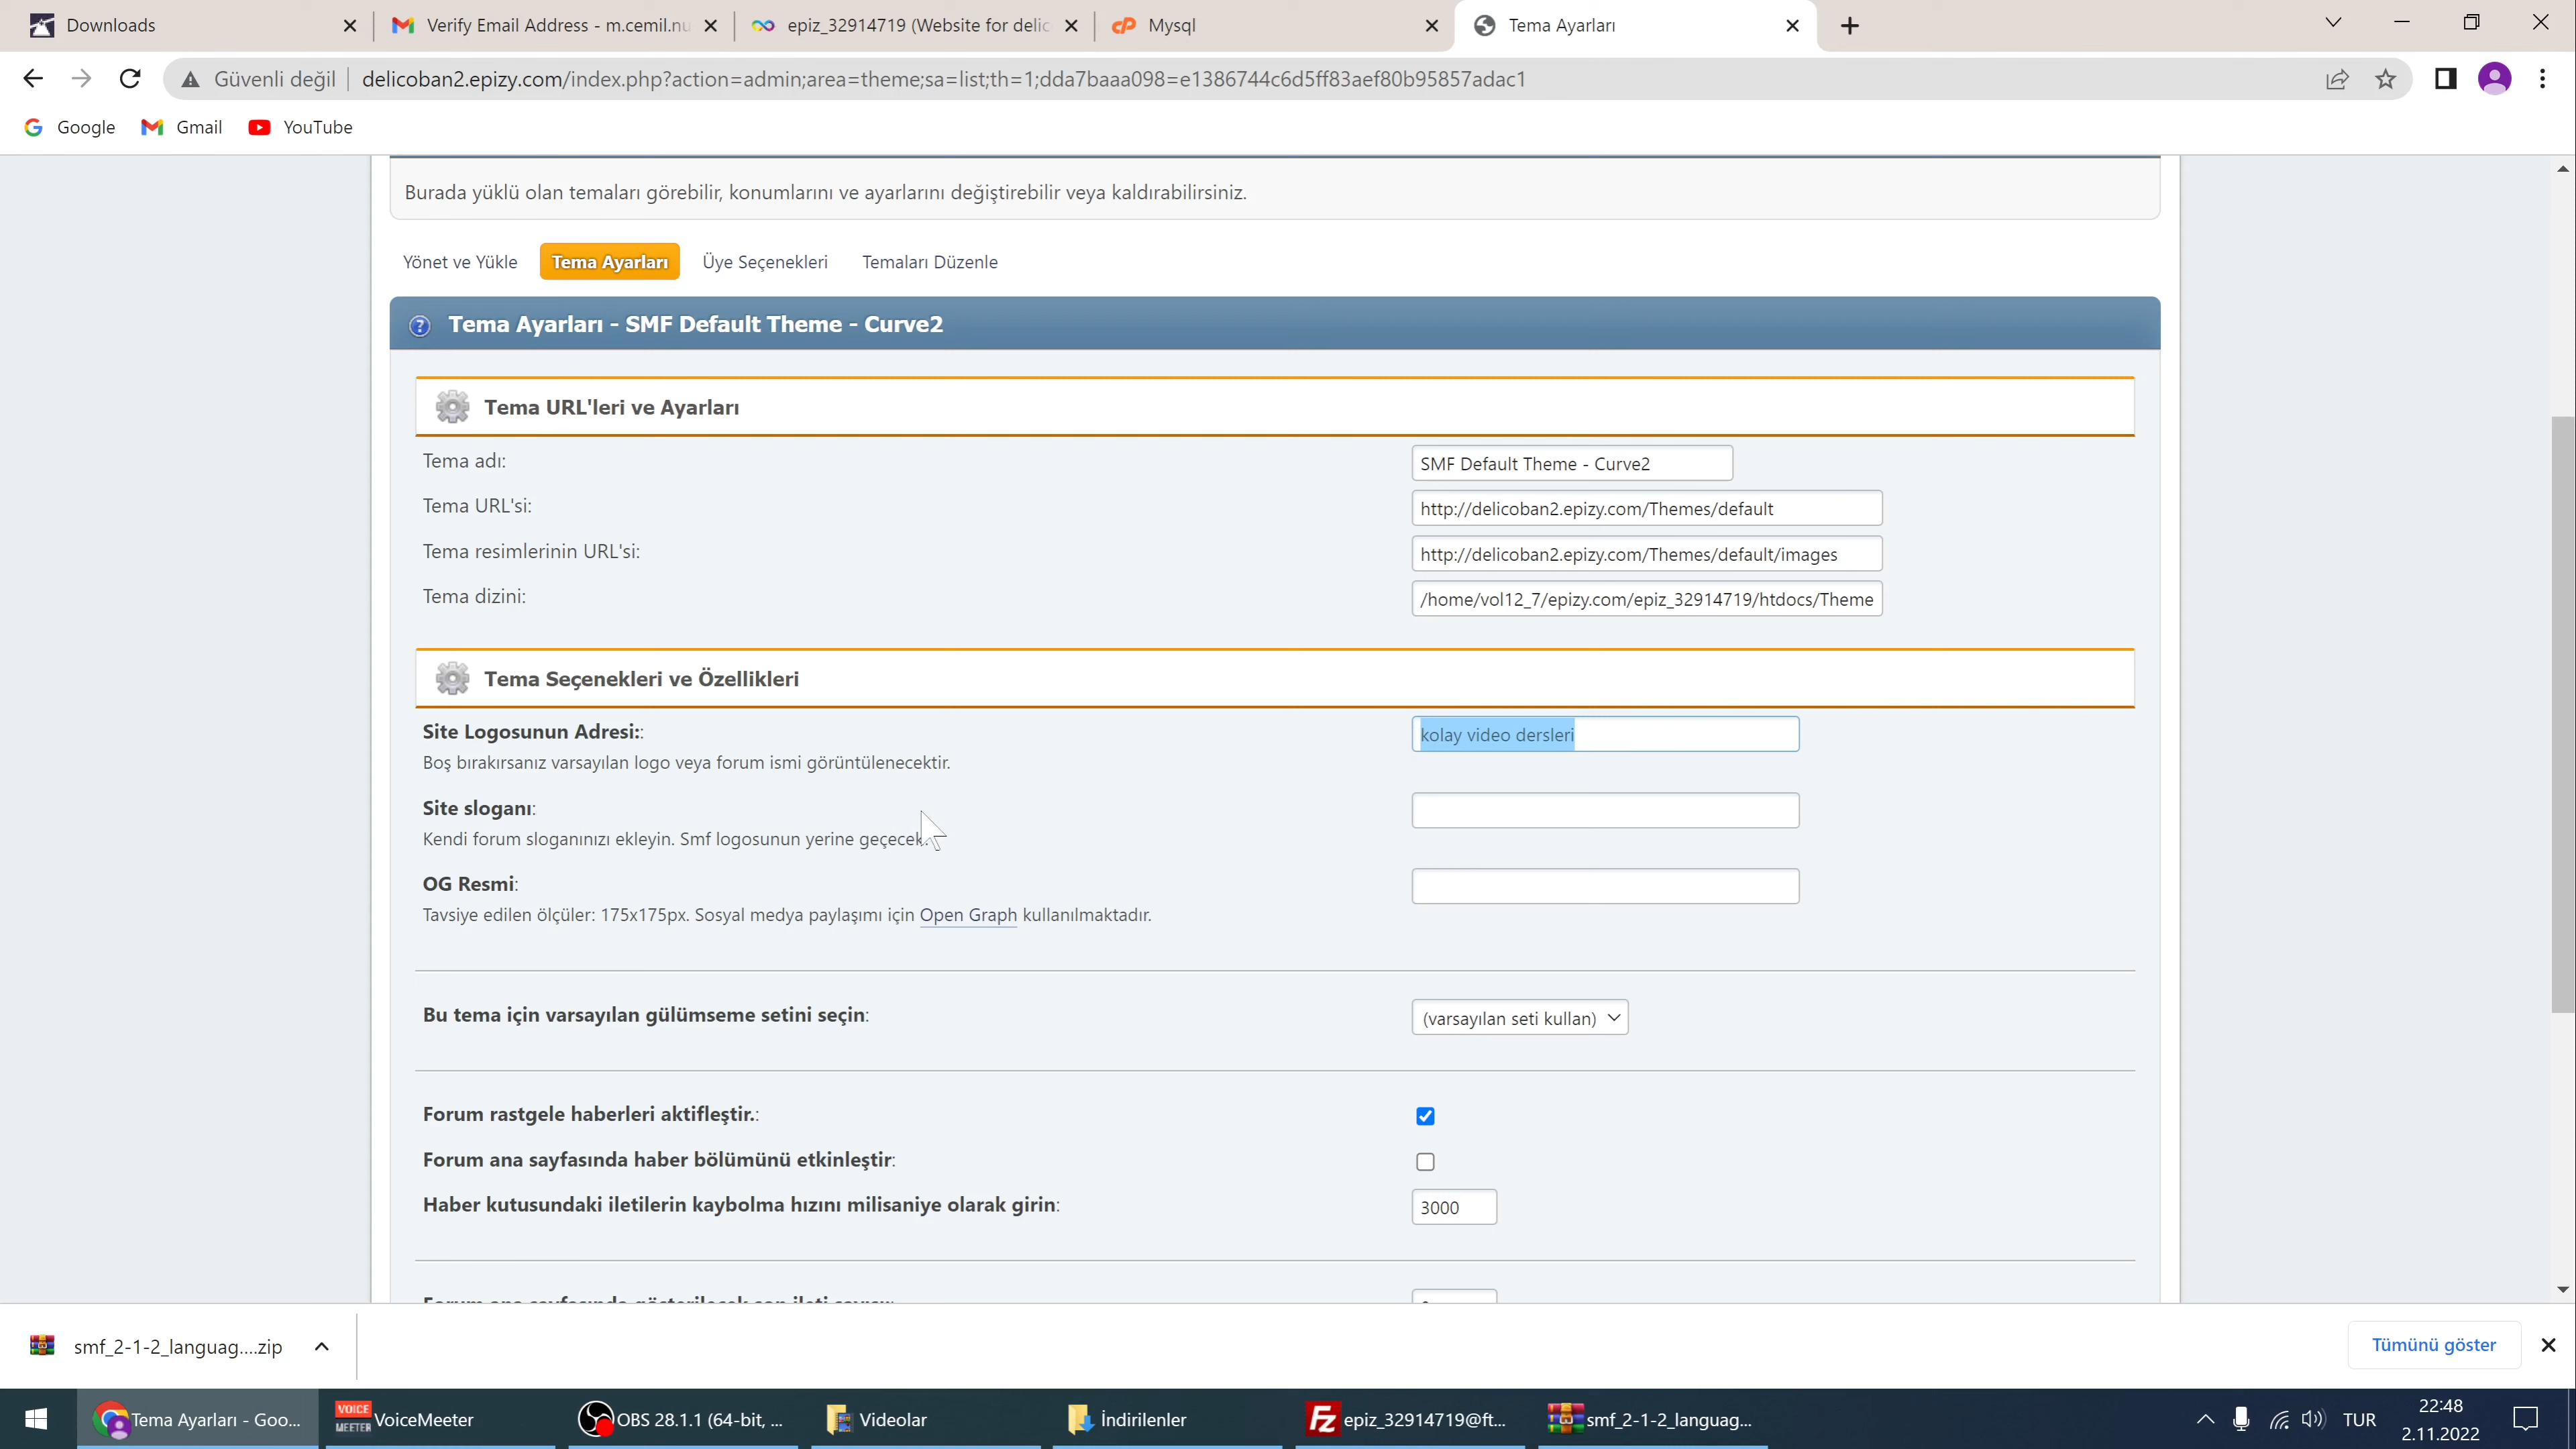 Downloads
Verify Email Address - m.cemil.nu
epiz_32914719 (Website for delic
Mysql
Tema Ayarları
Güvenli değil
delicoban2.epizy.com/index.php?action=admin;area=theme;sa=list;th=1;dda7baaa098=e1386744c6d5ff83aef80b95857adac1
Google
Gmail
YouTube
Burada yüklü olan temaları görebilir, konumlarını ve ayarlarını değiştirebilir veya kaldırabilirsiniz.
Yönet ve Yükle
Tema Ayarları
Üye Seçenekleri
Temaları Düzenle
Tema Ayarları - SMF Default Theme - Curve2
Tema URL'leri ve Ayarları
Tema adı:
SMF Default Theme - Curve2
Tema URL'si:
http://delicoban2.epizy.com/Themes/default
Tema resimlerinin URL'si:
http://delicoban2.epizy.com/Themes/default/images
Tema dizini:
/home/vol12_7/epizy.com/epiz_32914719/htdocs/Theme
Tema Seçenekleri ve Özellikleri
Site Logosunun Adresi::
kolay video dersleri
Boş bırakırsanız varsayılan logo veya forum ismi görüntülenecektir.
Site sloganı:
Kendi forum sloganınızı ekleyin. Smf logosunun yerine geçecek.
OG Resmi:
Tavsiye edilen ölçüler: 175x175px. Sosyal medya paylaşımı için Open Graph kullanılmaktadır.
Bu tema için varsayılan gülümseme setini seçin:
(varsayılan seti kullan)
Forum rastgele haberleri aktifleştir.:
Forum ana sayfasında haber bölümünü etkinleştir:
Haber kutusundaki iletilerin kaybolma hızını milisaniye olarak girin:
3000
Forum ana sayfasında gösterilecek son ileti sayısı:
smf_2-1-2_languag....zip
Tümünü göster
Tema Ayarları - Goo...
VOICE MEETER
VoiceMeeter
OBS 28.1.1 (64-bit, ...
Videolar
İndirilenler
epiz_32914719@ft...
smf_2-1-2_languag...
TUR
22:48
2.11.2022